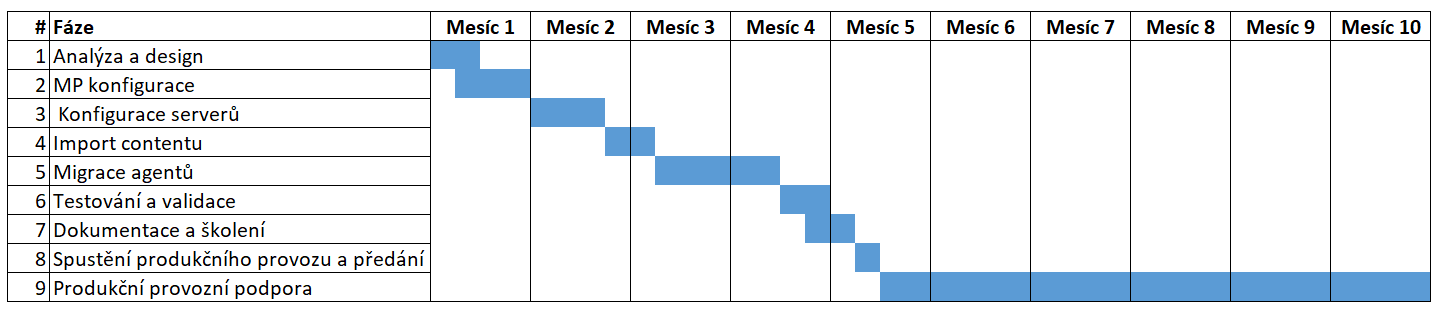 # Fáze Mesíc 1 Mesíc 2 Mesíc 3 Mesíc 4 Mesíc 5 Mesíc 6 Mesíc 7 Mesíc 8 Mesíc 9 Mesíc 10
1 Analýza a design
2 MP konfigurace
3 Konfigurace serverů
4 Import contentu
5 Migrace agentů
6 Testování a validace
7 Dokumentace a školení
8 Spustění produkčního provozu a předání
9 Produkční provozní podpora